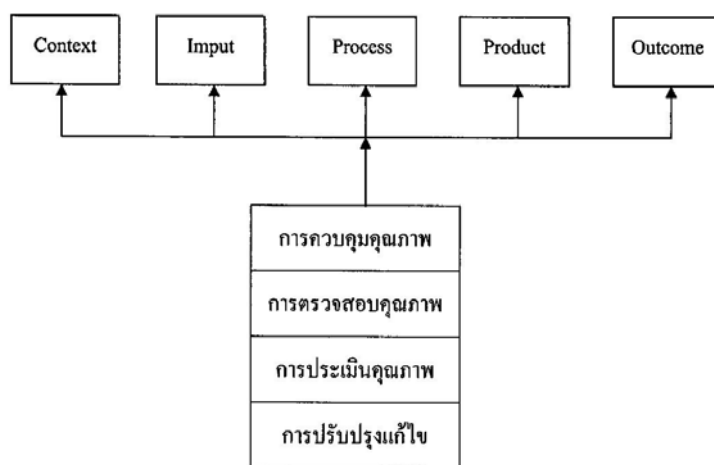 Context
Imput
Process
Product
Outcome
การควบคุมคุณภาพ
การตรวจสอบคุณภาพ
การประเมินคุณภาพ
การปรับปรุงแก้ไข